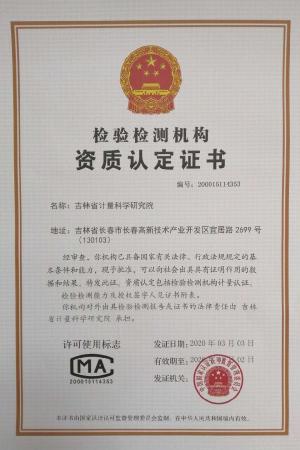 检验检测机构
资质认定证书
编号：200015114353
名称：吉林省计量科学研究院
地址：吉林省长春市长春高新技术产业开发区宜居路2699号
（130103）
经审查，你机构已具备国家有关法律、行政法规规定的基
本条件和能力，现予批准，可以向社会出具具有证明作用的数
据和结果，特发此证。资质认定包括检验检测机构计量认证。
检验检测能力及授权签字人见证书附表。
你机构对外出具检验检测报告或证书的法律责任由 吉林
省计量科学研究院 承担。
许可使用标志
发证日期：2020年03月03日
MA
有效期至：
200015114353
发证机关：
本证书由国家认证认可监督管理委员会监制，在中华人民共和国境内有效。